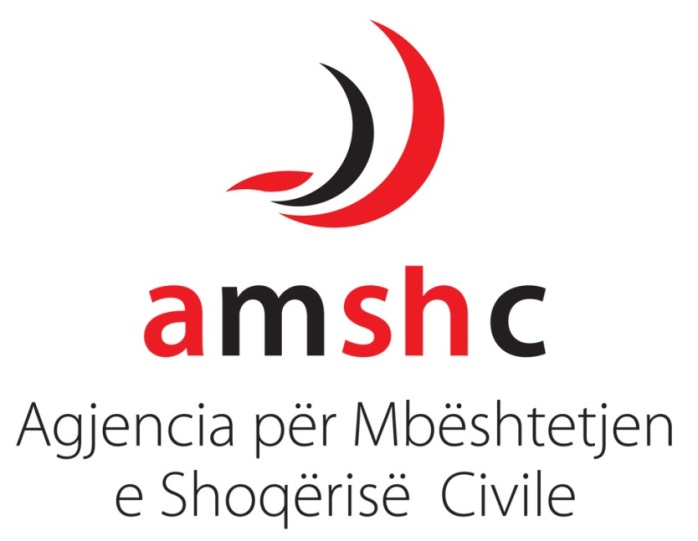 amshc
Agjencia për Mbështetjen
e Shoqërisë Civile